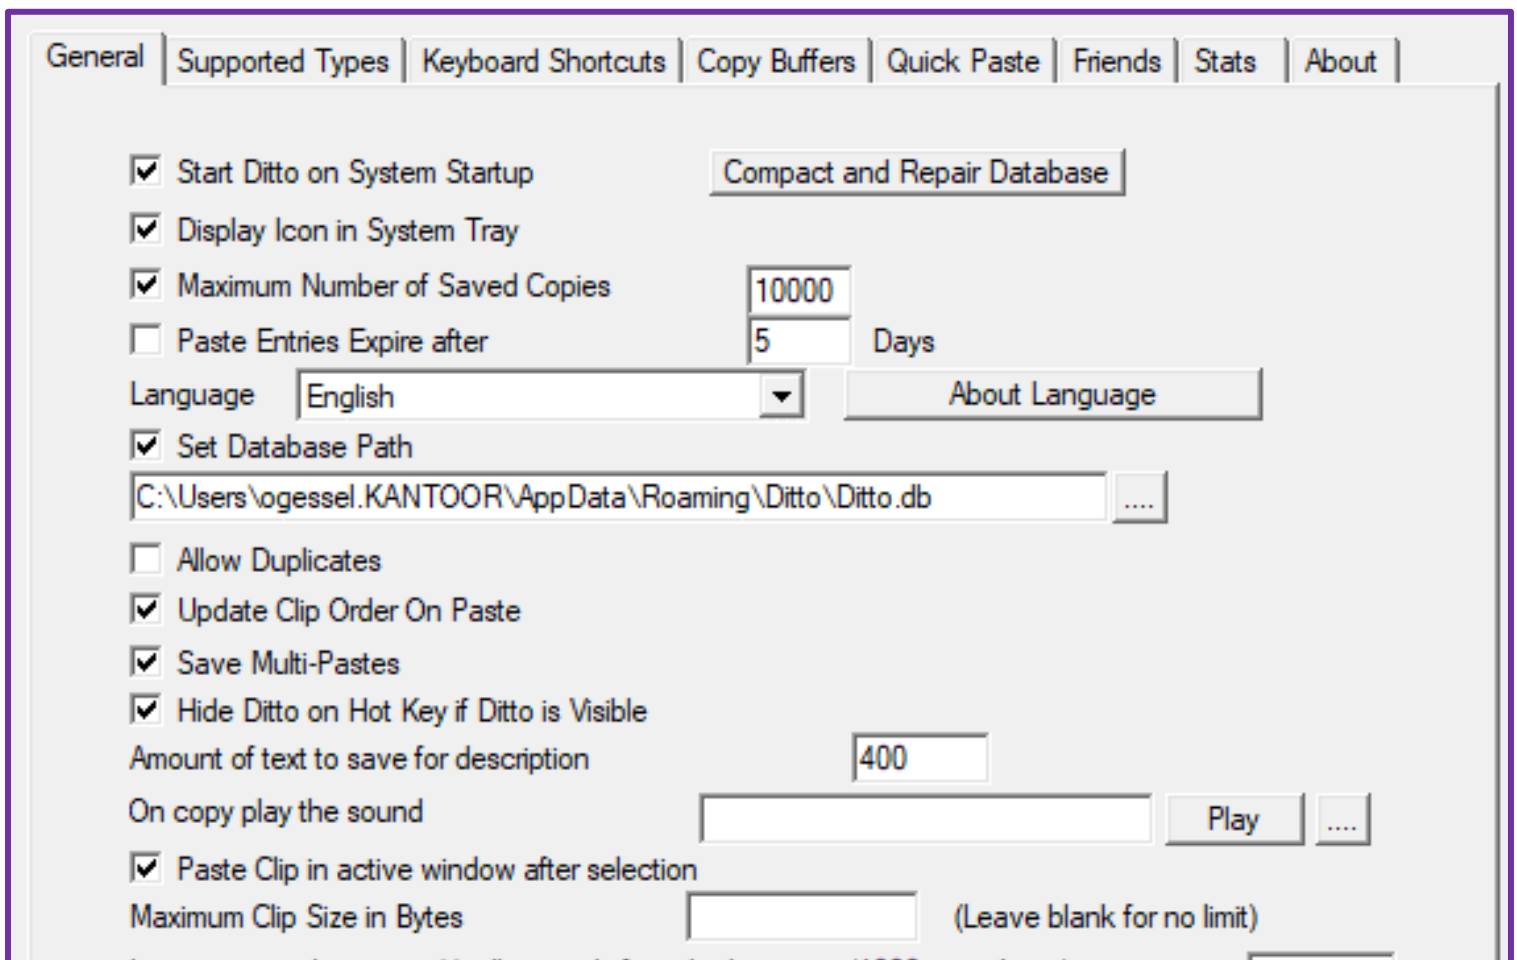 General Supported Types Keyboard Shortcuts Copy Buffers Quick Paste Friends Stats About
Start Ditto on System Startup Compact and Repair Database
Display Icon in System Tray
Maximum Number of Saved Copies 10000
Paste Entries Expire after 5 Days
Language English About Language
Set Database Path
C:\Users\ogessel.KANTOOR\AppData\Roaming\Ditto\Ditto.db ....
Allow Duplicates
Update Clip Order On Paste
Save Multi-Pastes
Hide Ditto on Hot Key if Ditto is Visible
Amount of text to save for description 400
On copy play the sound Play ....
Paste Clip in active window after selection
Maximum Clip Size in Bytes (Leave blank for no limit)